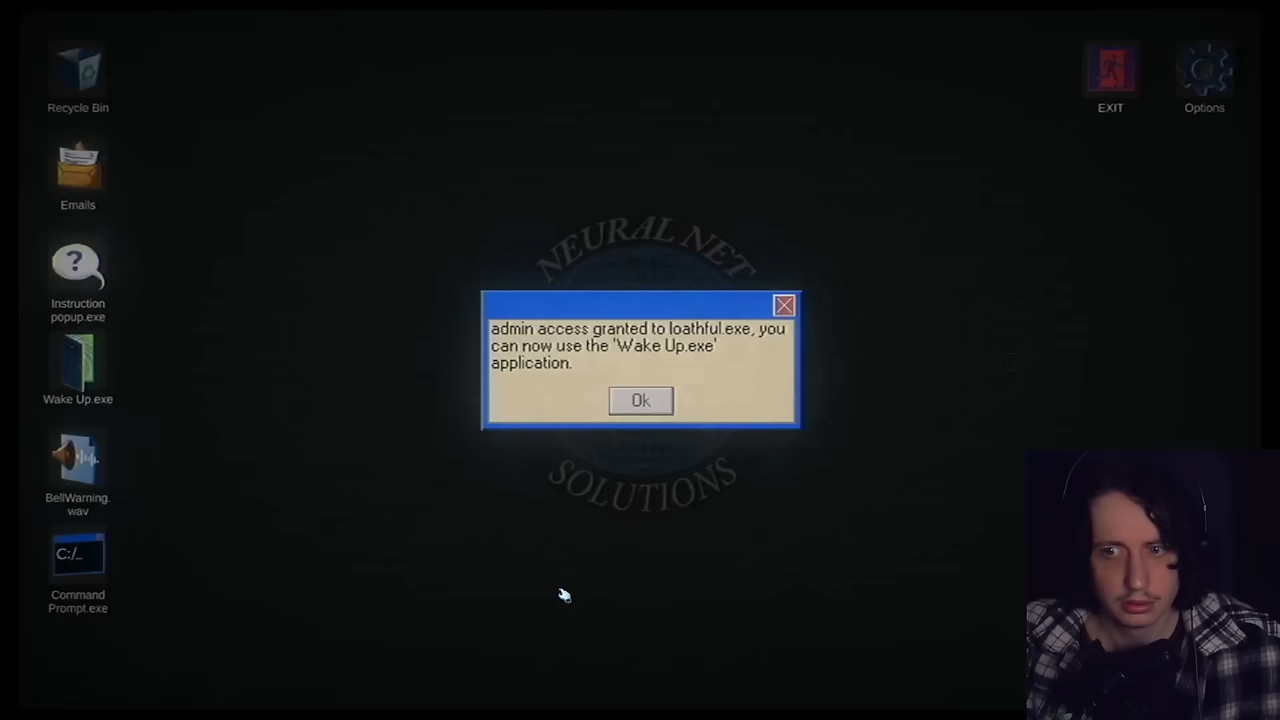 Recycle Bin
EXIT
Options
Emails
Instruction
popup.exe
Wake Up.exe
BellWarning.
wav
C:/_
Command
Prompt.exe
NEURAL NET
SOLUTIONS
admin access granted to loathful.exe, you
can now use the 'Wake Up.exe'
application.
Ok